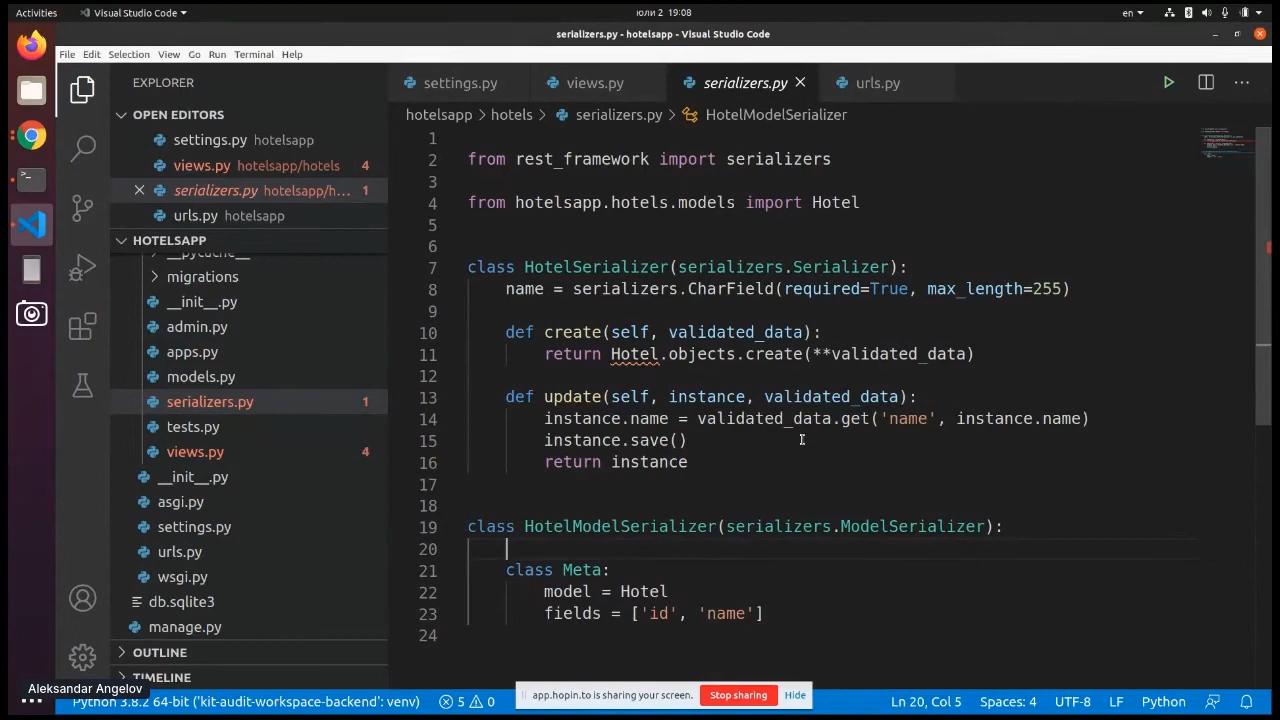 Activities
Visual Studio Code
юли 2 19:08
en
serializers.py - hotelsapp - Visual Studio Code
File Edit Selection View Go Run Terminal Help
EXPLORER
OPEN EDITORS
settings.py hotelsapp
views.py hotelsapp/hotels 4
serializers.py hotelsapp/h... 1
urls.py hotelsapp
HOTELSAPP
__pycache__
migrations
__init__.py
admin.py
apps.py
models.py
serializers.py 1
tests.py
views.py 4
__init__.py
asgi.py
settings.py
urls.py
wsgi.py
db.sqlite3
manage.py
OUTLINE
TIMELINE
settings.py views.py serializers.py urls.py
hotelsapp > hotels > serializers.py > HotelModelSerializer
1
2 from rest_framework import serializers
3
4 from hotelsapp.hotels.models import Hotel
5
6
7 class HotelSerializer(serializers.Serializer):
8 name = serializers.CharField(required=True, max_length=255)
9
10 def create(self, validated_data):
11 return Hotel.objects.create(**validated_data)
12
13 def update(self, instance, validated_data):
14 instance.name = validated_data.get('name', instance.name)
15 instance.save()
16 return instance
17
18
19 class HotelModelSerializer(serializers.ModelSerializer):
20
21 class Meta:
22 model = Hotel
23 fields = ['id', 'name']
24
Aleksandar Angelov
app.hopin.to is sharing your screen. Stop sharing Hide
Python 3.8.2 64-bit ('kit-audit-workspace-backend': venv) 5 0 Ln 20, Col 5 Spaces: 4 UTF-8 LF Python